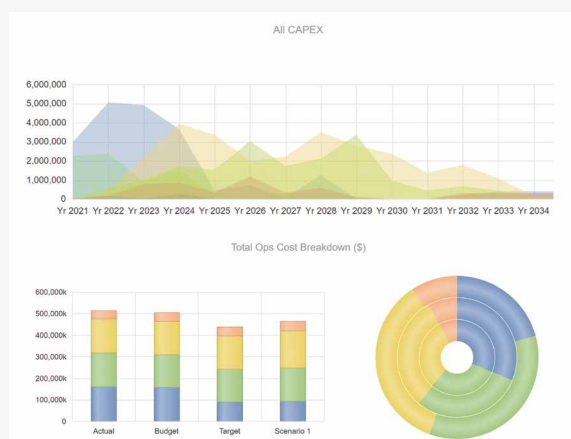 All CAPEX
6,000,000
5,000,000
4,000,000
3,000,000
2,000,000
1,000,000
0
Yr 2021 Yr 2022 Yr 2023 Yr 2024 Yr 2025 Yr 2026 Yr 2027 Yr 2028 Yr 2029 Yr 2030 Yr 2031 Yr 2032 Yr 2033 Yr 2034
Total Ops Cost Breakdown ($)
600,000k
500,000k
400,000k
300,000k
200,000k
100,000k
0
Actual Budget Target Scenario 1